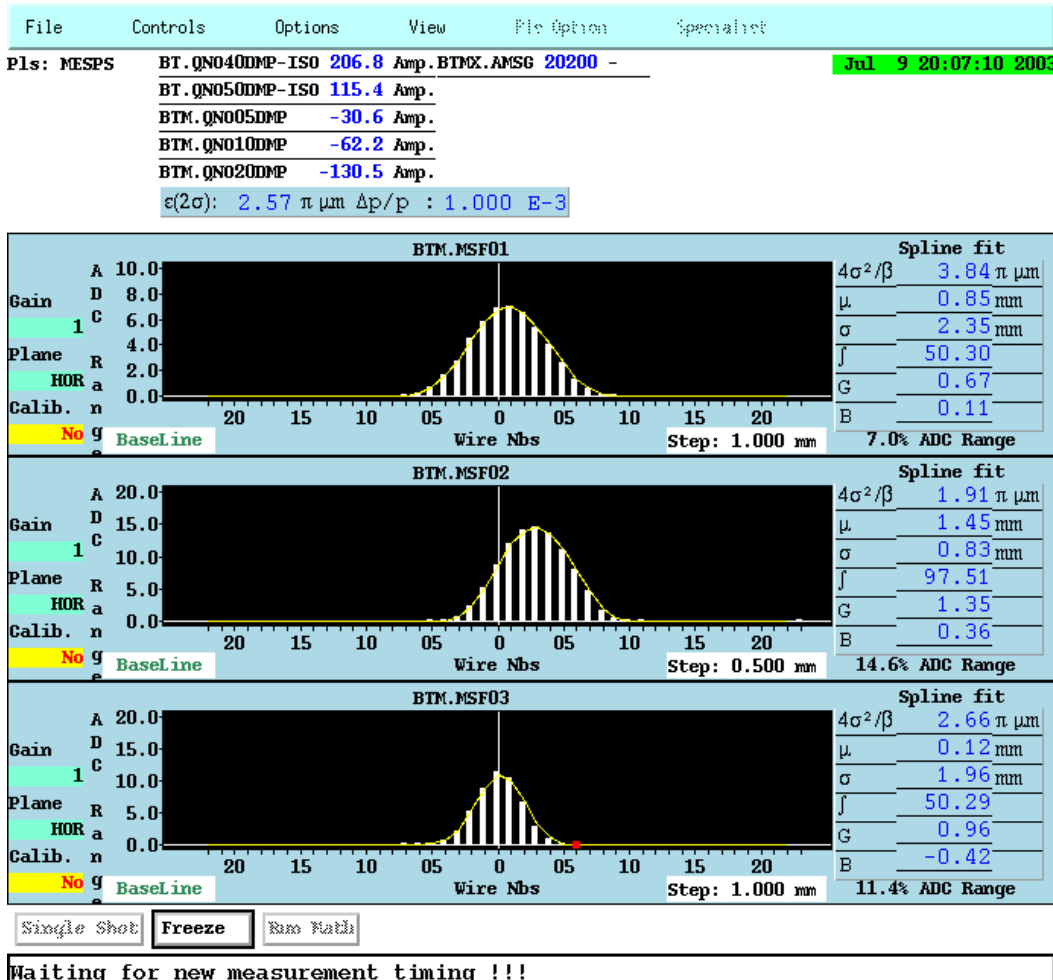 File Controls Options View Pls Option Specialist
Pls: MESPS BT.QNO40DMP-ISO 206.8 Amp. BTMX.AMSG 20200 - Jul 9 20:07:10 2003
BT.QNO50DMP-ISO 115.4 Amp.
BTM.QNO05DMP -30.6 Amp.
BTM.QNO10DMP -62.2 Amp.
BTM.QNO20DMP -130.5 Amp.
ε(2σ): 2.57 π μm Δp/p : 1.000 E-3
BTM.MSF01
Gain
1
Plane
HOR
Calib.
No
ADC Range
10.0
8.0
6.0
4.0
2.0
0.0
20 15 10 05 0 05 10 15 20
BaseLine Wire Nbs Step: 1.000 mm
Spline fit
4σ²/β 3.84 π μm
μ 0.85 mm
σ 2.35 mm
∫ 50.30
G 0.67
B 0.11
7.0% ADC Range
BTM.MSF02
Gain
1
Plane
HOR
Calib.
No
ADC Range
20.0
15.0
10.0
5.0
0.0
20 15 10 05 0 05 10 15 20
BaseLine Wire Nbs Step: 0.500 mm
Spline fit
4σ²/β 1.91 π μm
μ 1.45 mm
σ 0.83 mm
∫ 97.51
G 1.35
B 0.36
14.6% ADC Range
BTM.MSF03
Gain
1
Plane
HOR
Calib.
No
ADC Range
20.0
15.0
10.0
5.0
0.0
20 15 10 05 0 05 10 15 20
BaseLine Wire Nbs Step: 1.000 mm
Spline fit
4σ²/β 2.66 π μm
μ 0.12 mm
σ 1.96 mm
∫ 50.29
G 0.96
B -0.42
11.4% ADC Range
Single Shot Freeze Run Math
Waiting for new measurement timing !!!